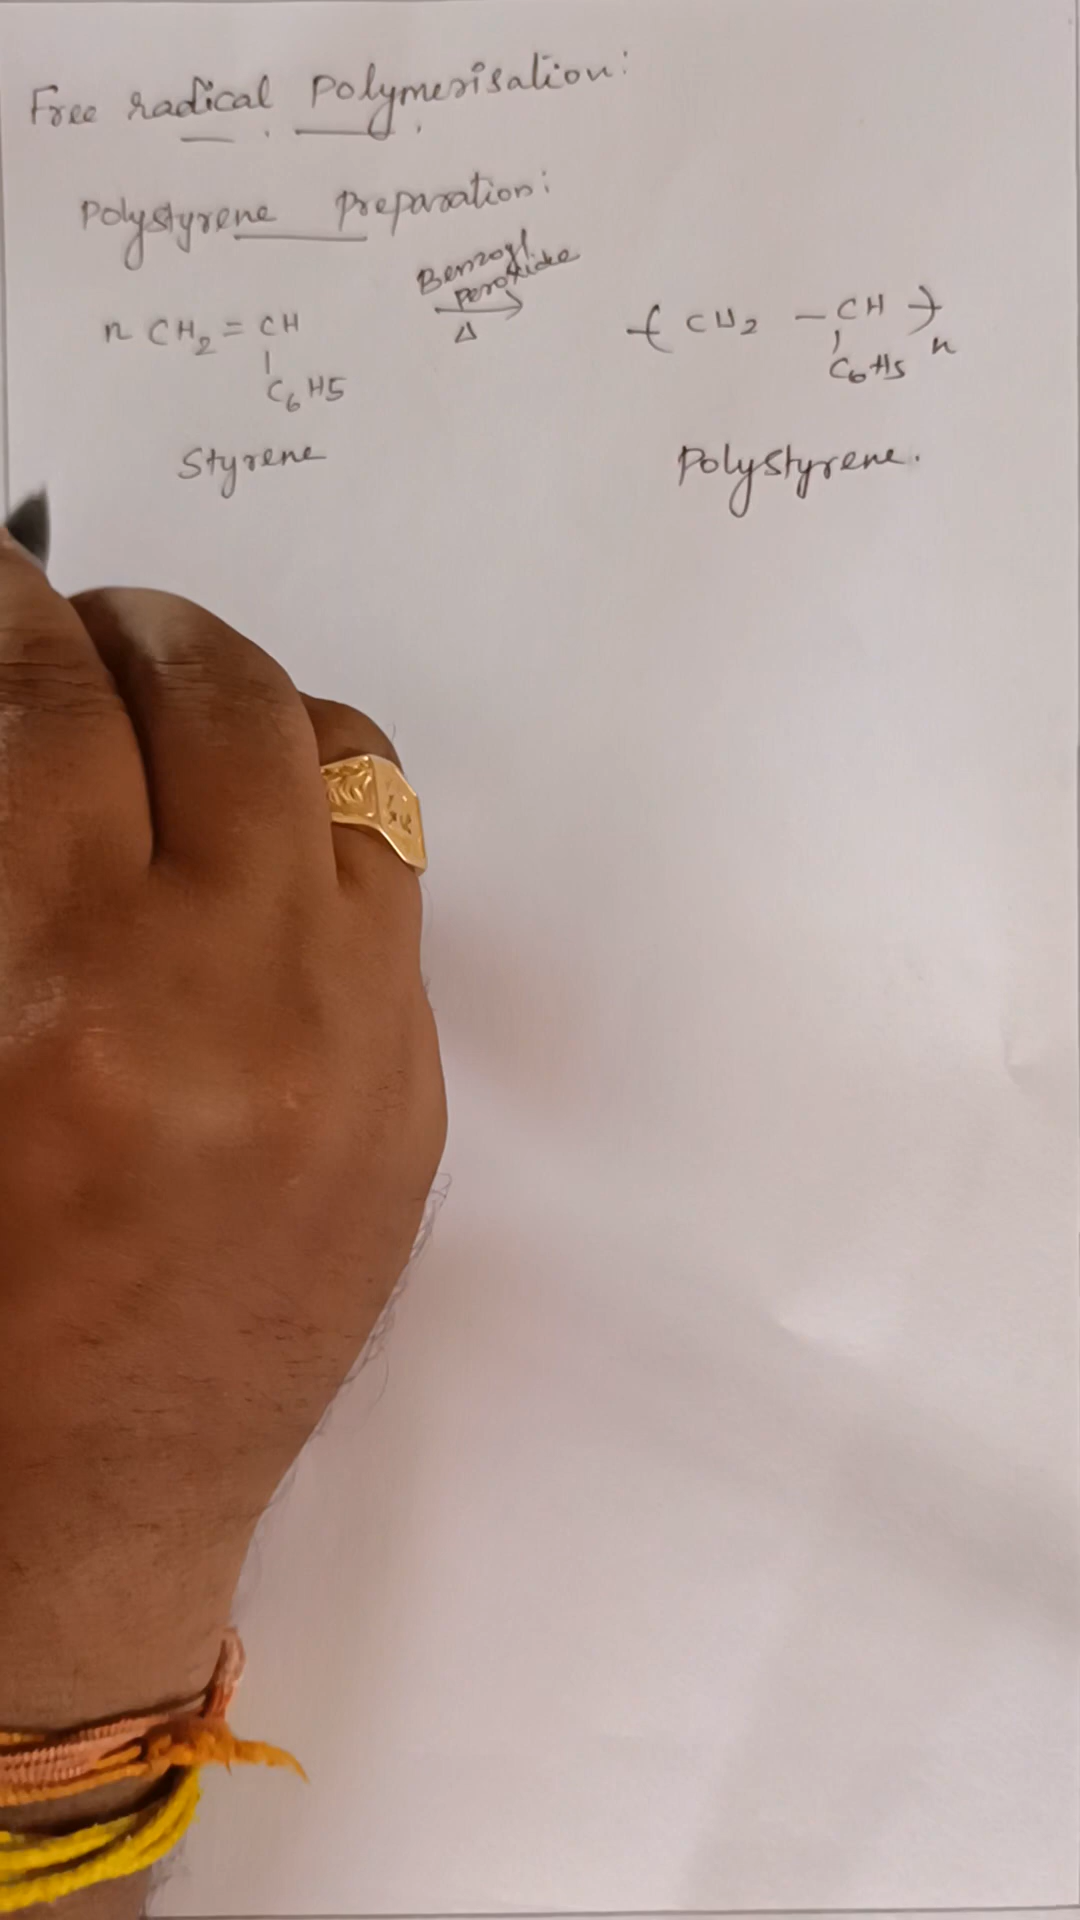 Free radical Polymerisation:
Polystyrene Preparation:
Benzoyl
peroxide
n CH2 = CH
Δ
( CH2 - CH )n
C6H5
C6H5
Styrene
Polystyrene.